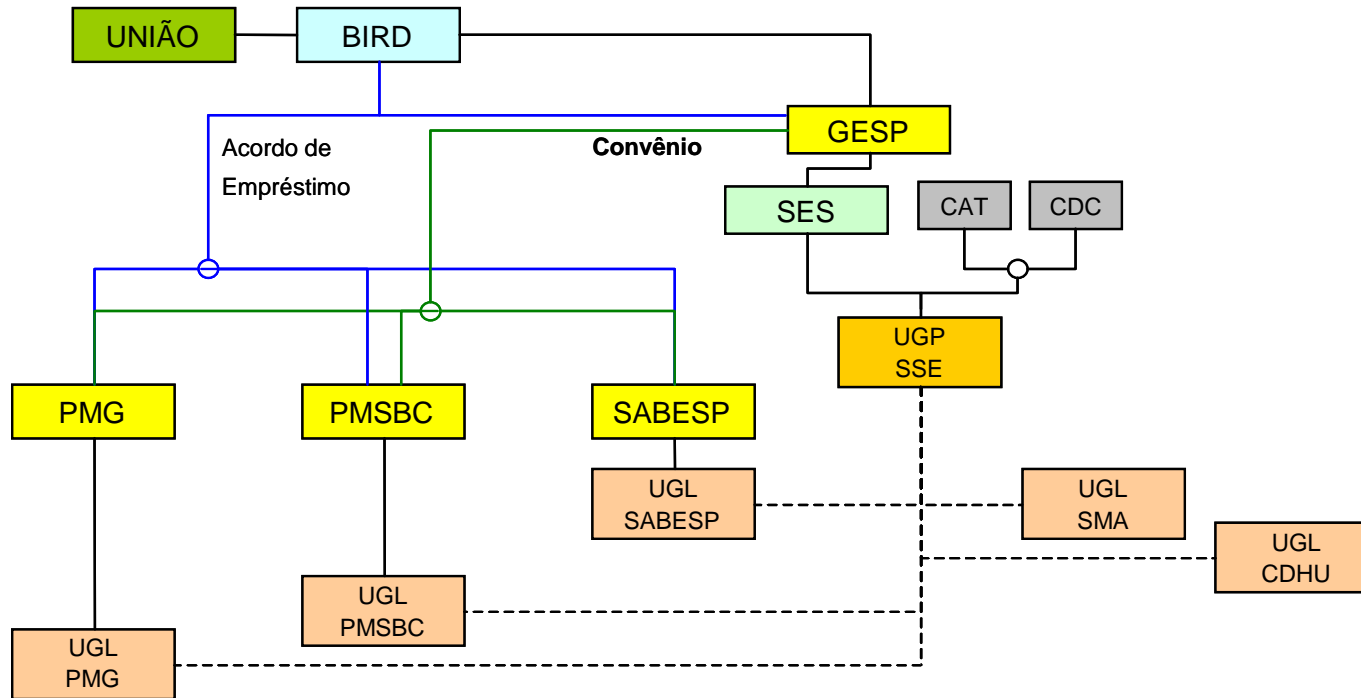 UNIÃO
BIRD
GESP
Acordo de
Empréstimo
Convênio
SES
CAT
CDC
UGP
SSE
PMG
PMSBC
SABESP
UGL
SABESP
UGL
SMA
UGL
CDHU
UGL
PMSBC
UGL
PMG